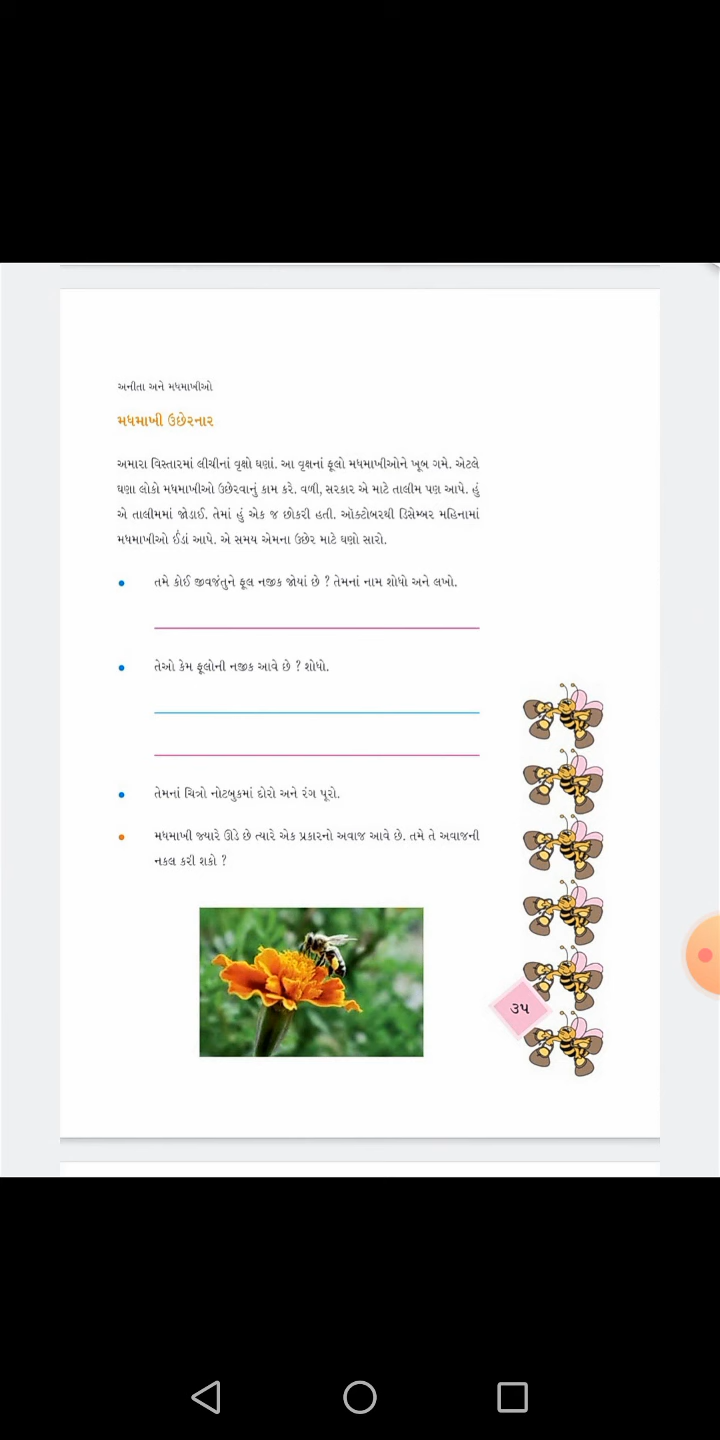 અનીતા અને મધમાખીઓ
મધમાખી ઉછેરનાર
અમારા વિસ્તારમાં લીચીનાં વૃક્ષો ઘણાં. આ વૃક્ષનાં ફૂલો મધમાખીઓને ખૂબ ગમે. એટલે
ઘણા લોકો મધમાખીઓ ઉછેરવાનું કામ કરે. વળી, સરકાર એ માટે તાલીમ પણ આપે. હું
એ તાલીમમાં જોડાઈ. તેમાં હું એક જ છોકરી હતી. ઑક્ટોબરથી ડિસેમ્બર મહિનામાં
મધમાખીઓ ઈંડાં આપે. એ સમય એમના ઉછેર માટે ઘણો સારો.
• તમે કોઈ જીવજંતુને ફૂલ નજીક જોયાં છે ? તેમનાં નામ શોધો અને લખો.
• તેઓ કેમ ફૂલોની નજીક આવે છે ? શોધો.
• તેમનાં ચિત્રો નોટબુકમાં દોરો અને રંગ પૂરો.
• મધમાખી જ્યારે ઊડે છે ત્યારે એક પ્રકારનો અવાજ આવે છે. તમે તે અવાજની
નકલ કરી શકો ?
૩૫